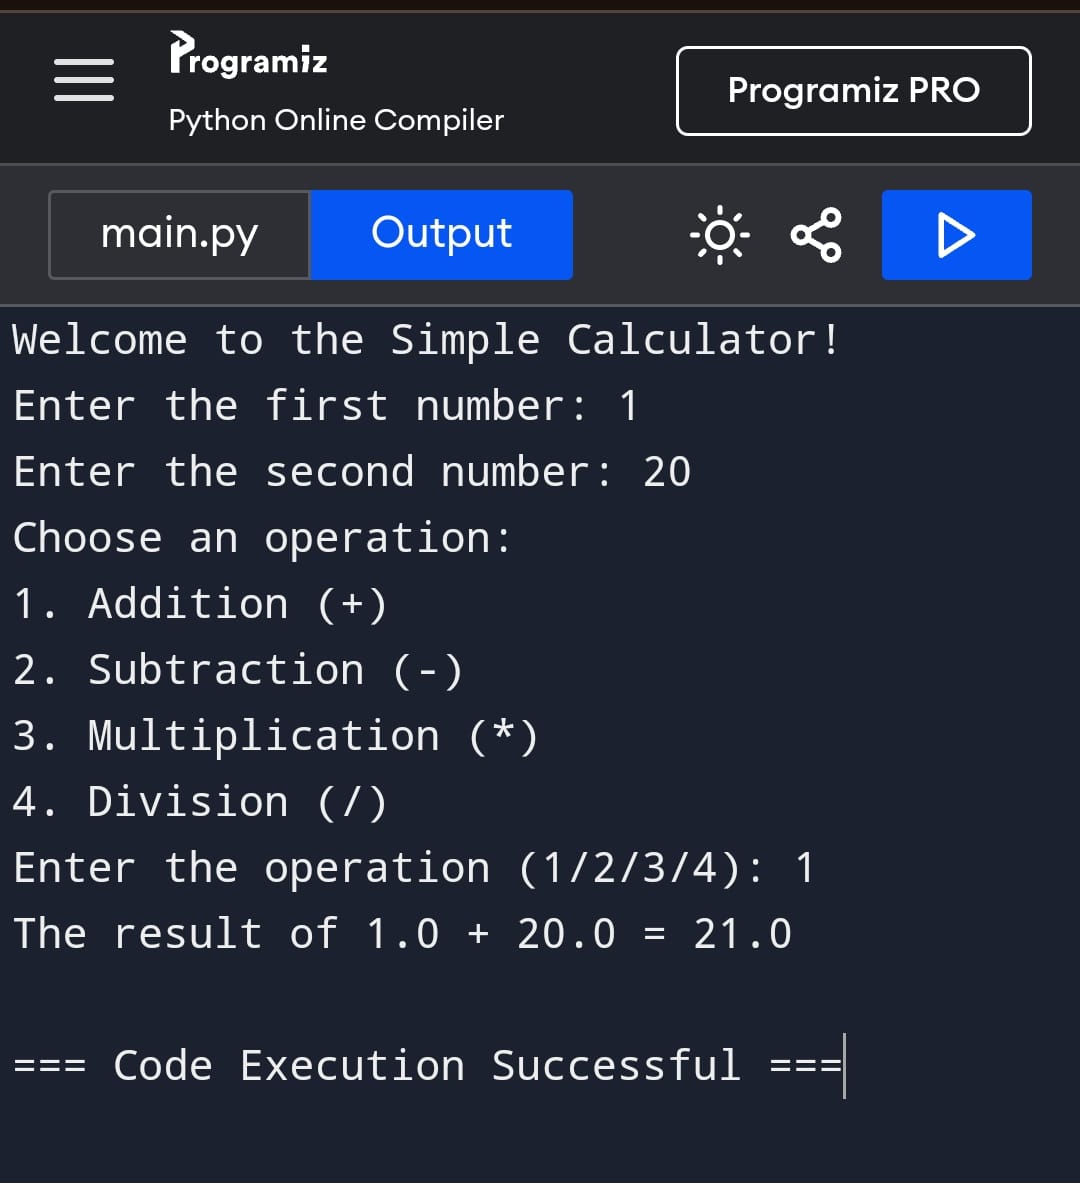 Programiz
Python Online Compiler
Programiz PRO
main.py
Output
Welcome to the Simple Calculator!
Enter the first number: 1
Enter the second number: 20
Choose an operation:
1. Addition (+)
2. Subtraction (-)
3. Multiplication (*)
4. Division (/)
Enter the operation (1/2/3/4): 1
The result of 1.0 + 20.0 = 21.0
=== Code Execution Successful ===